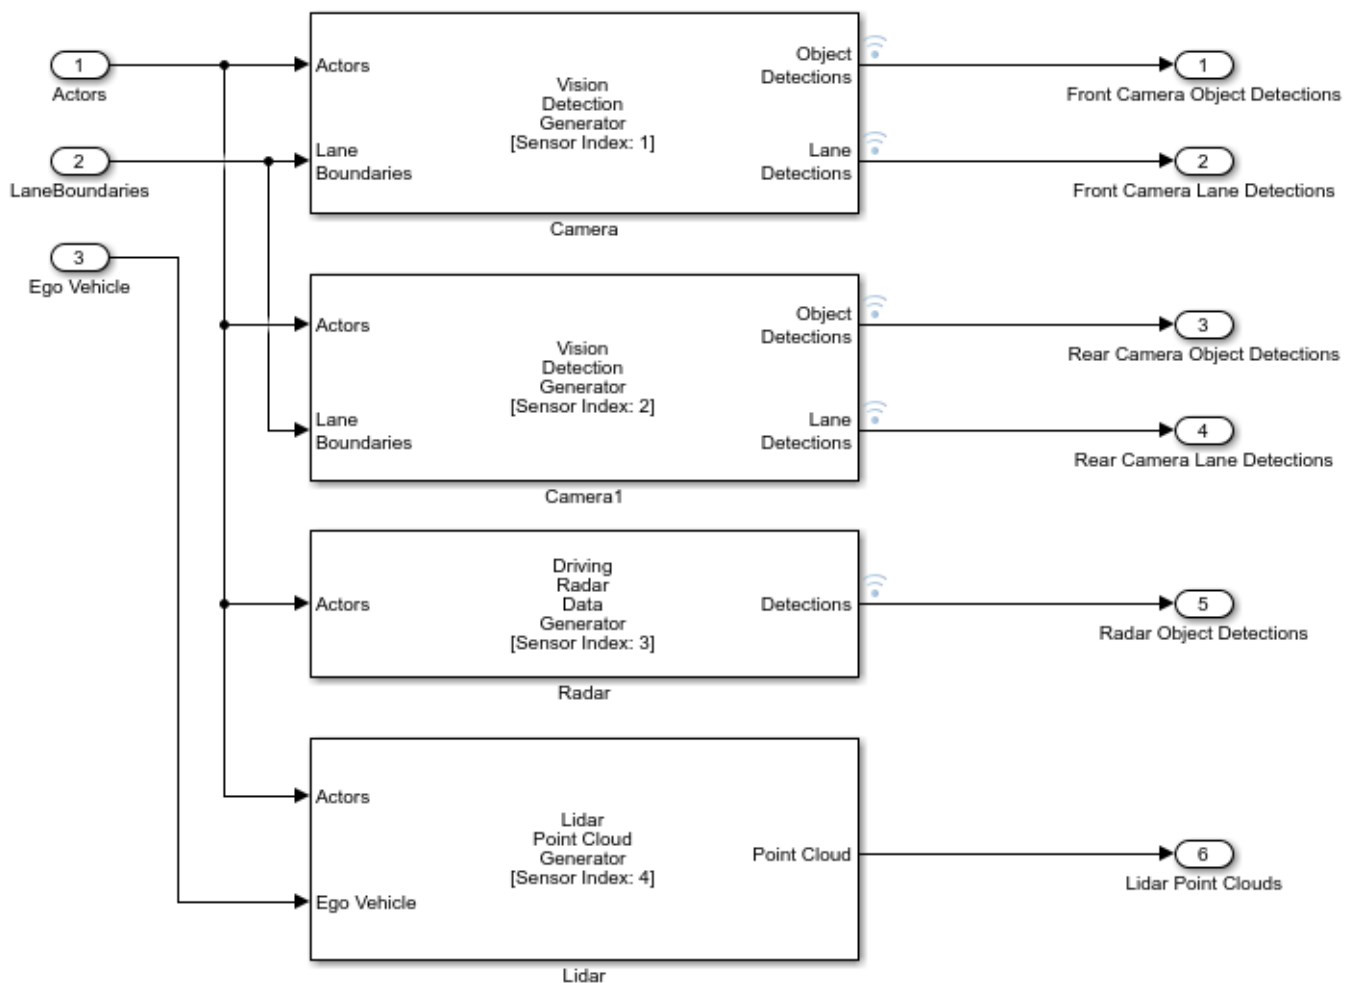 1
Actors
2
LaneBoundaries
3
Ego Vehicle
Actors
Lane
Boundaries
Vision
Detection
Generator
[Sensor Index: 1]
Object
Detections
Lane
Detections
Camera
1
Front Camera Object Detections
2
Front Camera Lane Detections
Actors
Lane
Boundaries
Vision
Detection
Generator
[Sensor Index: 2]
Object
Detections
Lane
Detections
Camera1
3
Rear Camera Object Detections
4
Rear Camera Lane Detections
Actors
Driving
Radar
Data
Generator
[Sensor Index: 3]
Detections
Radar
5
Radar Object Detections
Actors
Ego Vehicle
Lidar
Point Cloud
Generator
[Sensor Index: 4]
Point Cloud
Lidar
6
Lidar Point Clouds